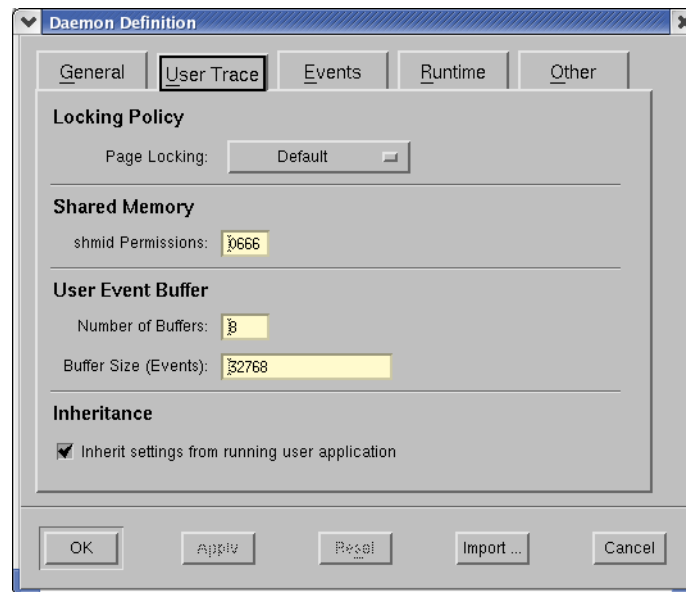 Daemon Definition
General User Trace Events Runtime Other
Locking Policy
Page Locking: Default
Shared Memory
shmid Permissions: 0666
User Event Buffer
Number of Buffers: 8
Buffer Size (Events): 32768
Inheritance
Inherit settings from running user application
OK Apply Reset Import ... Cancel